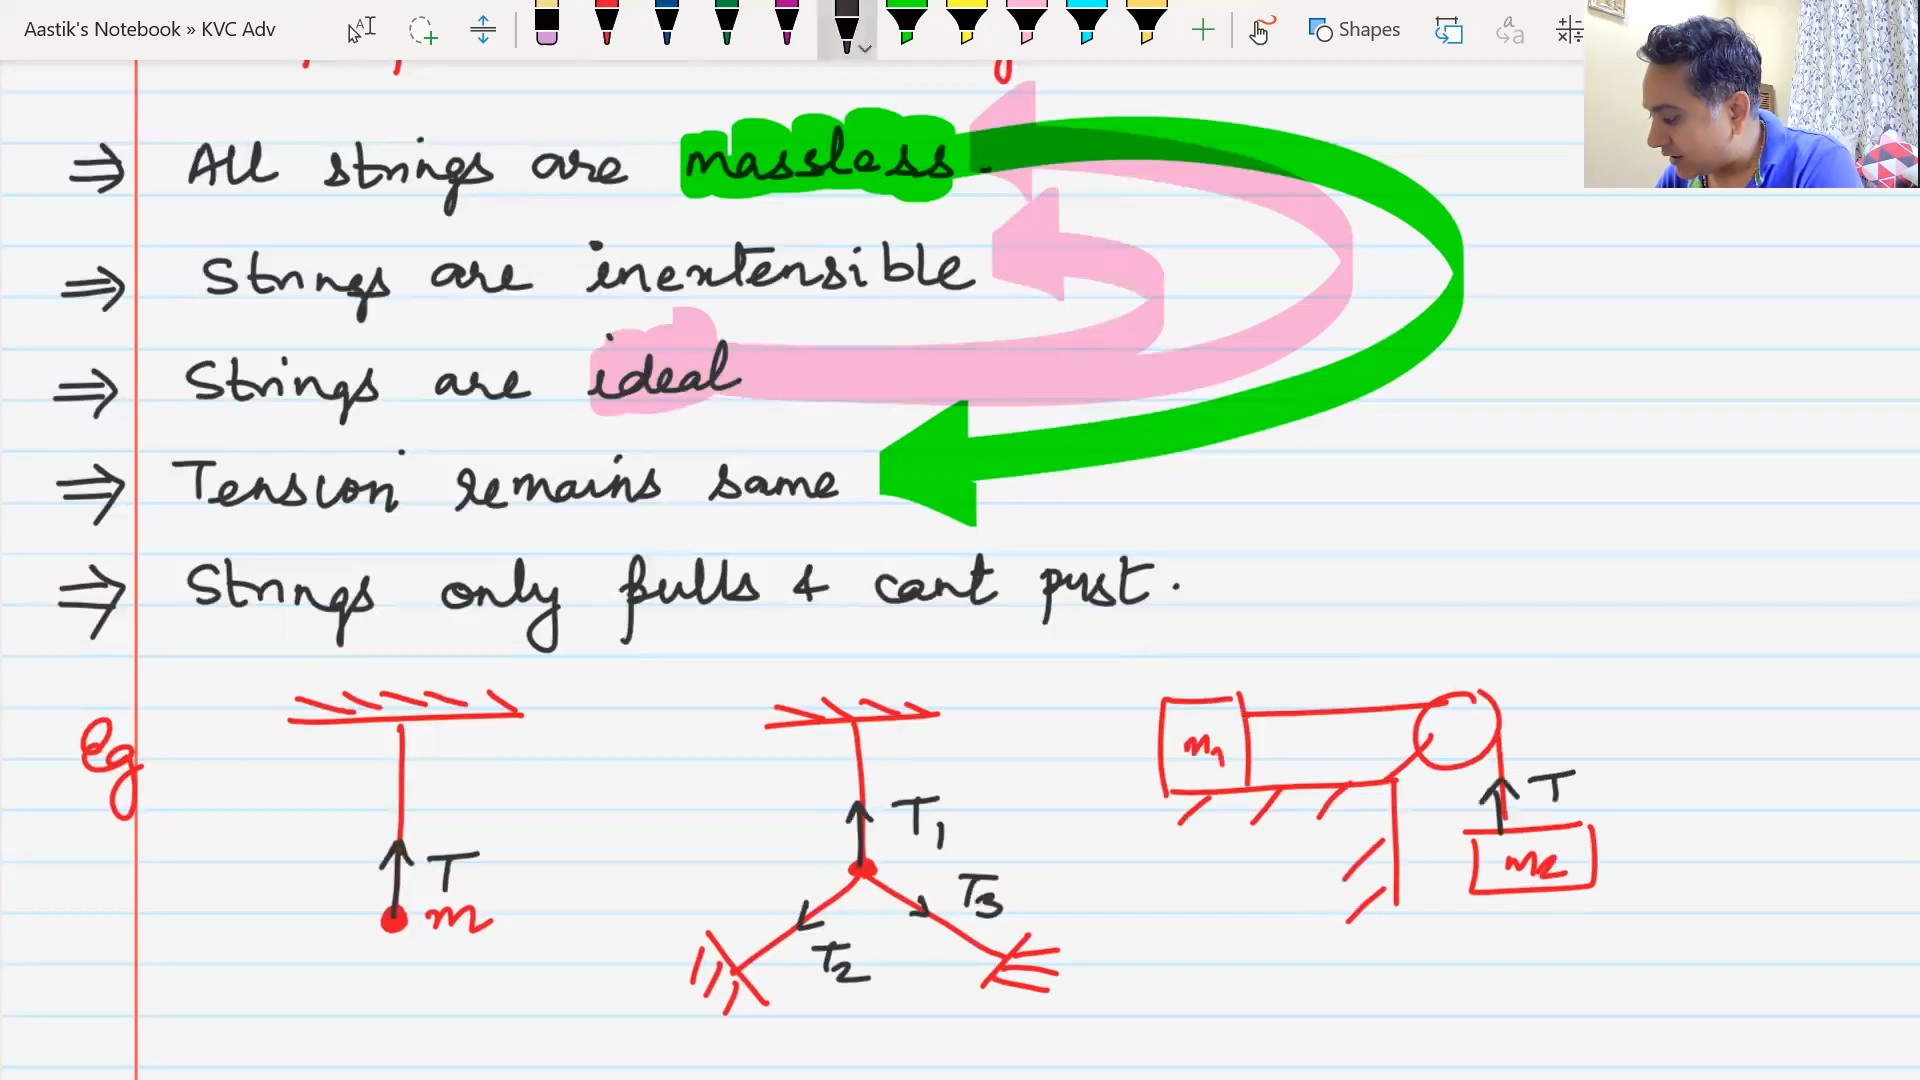 Aastik's Notebook » KVC Adv
Shapes
⇒ All strings are massless.
⇒ Strings are inextensible
⇒ Strings are ideal
⇒ Tension remains same
⇒ Strings only pulls & cant pust.
eg
T
m
T1
T2
T3
m1
T
m2